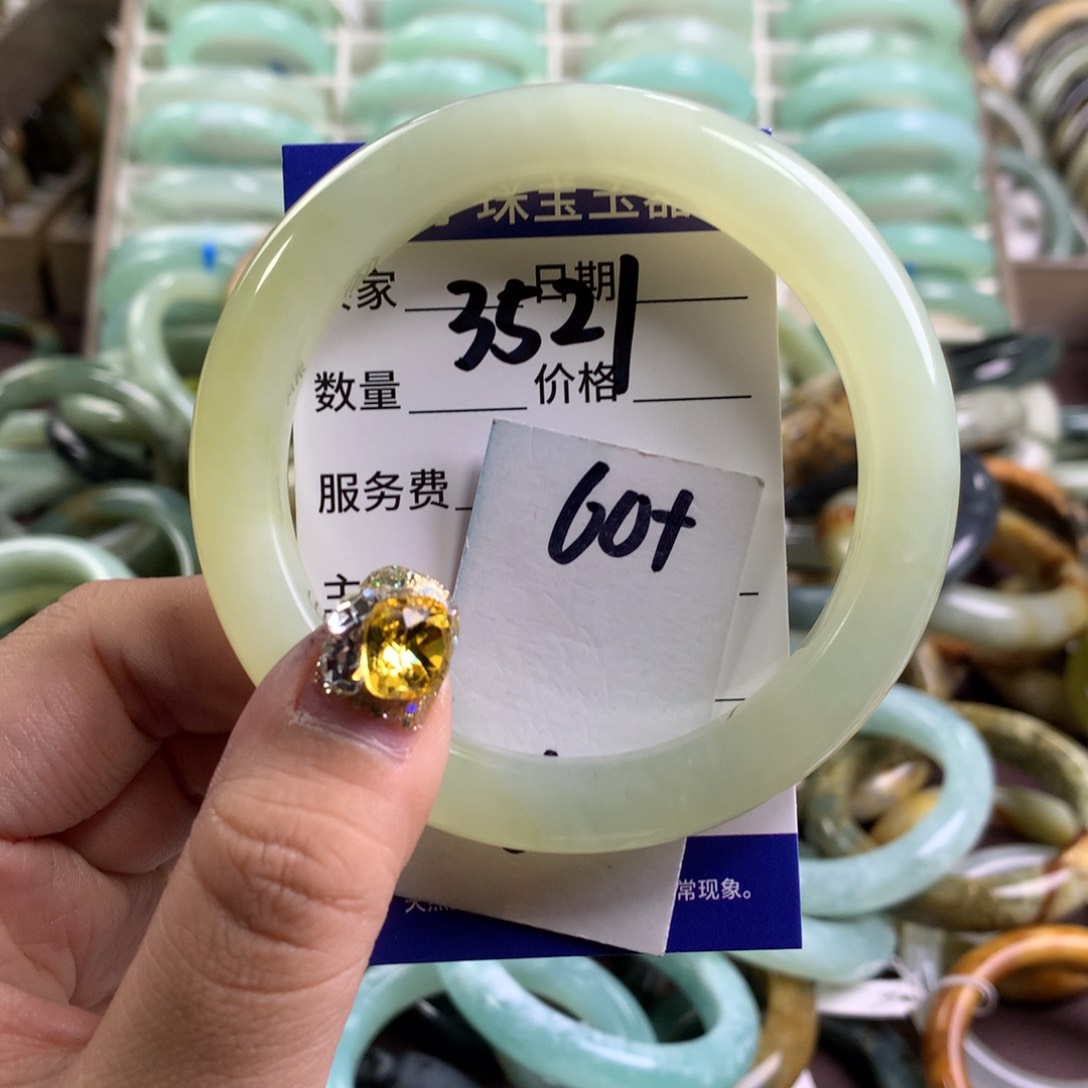 珠宝玉器
家 日期
3521
数量 价格
服务费
60+
主
常现象。